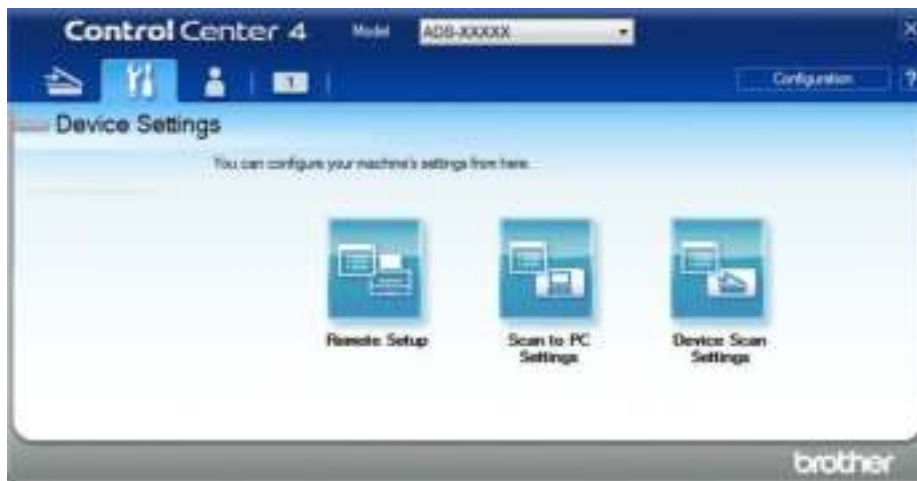 Control Center 4 Model ADS-XXXXX
1 Configuration ?
Device Settings
You can configure your machine's settings from here.
Remote Setup
Scan to PC
Settings
Device Scan
Settings
brother